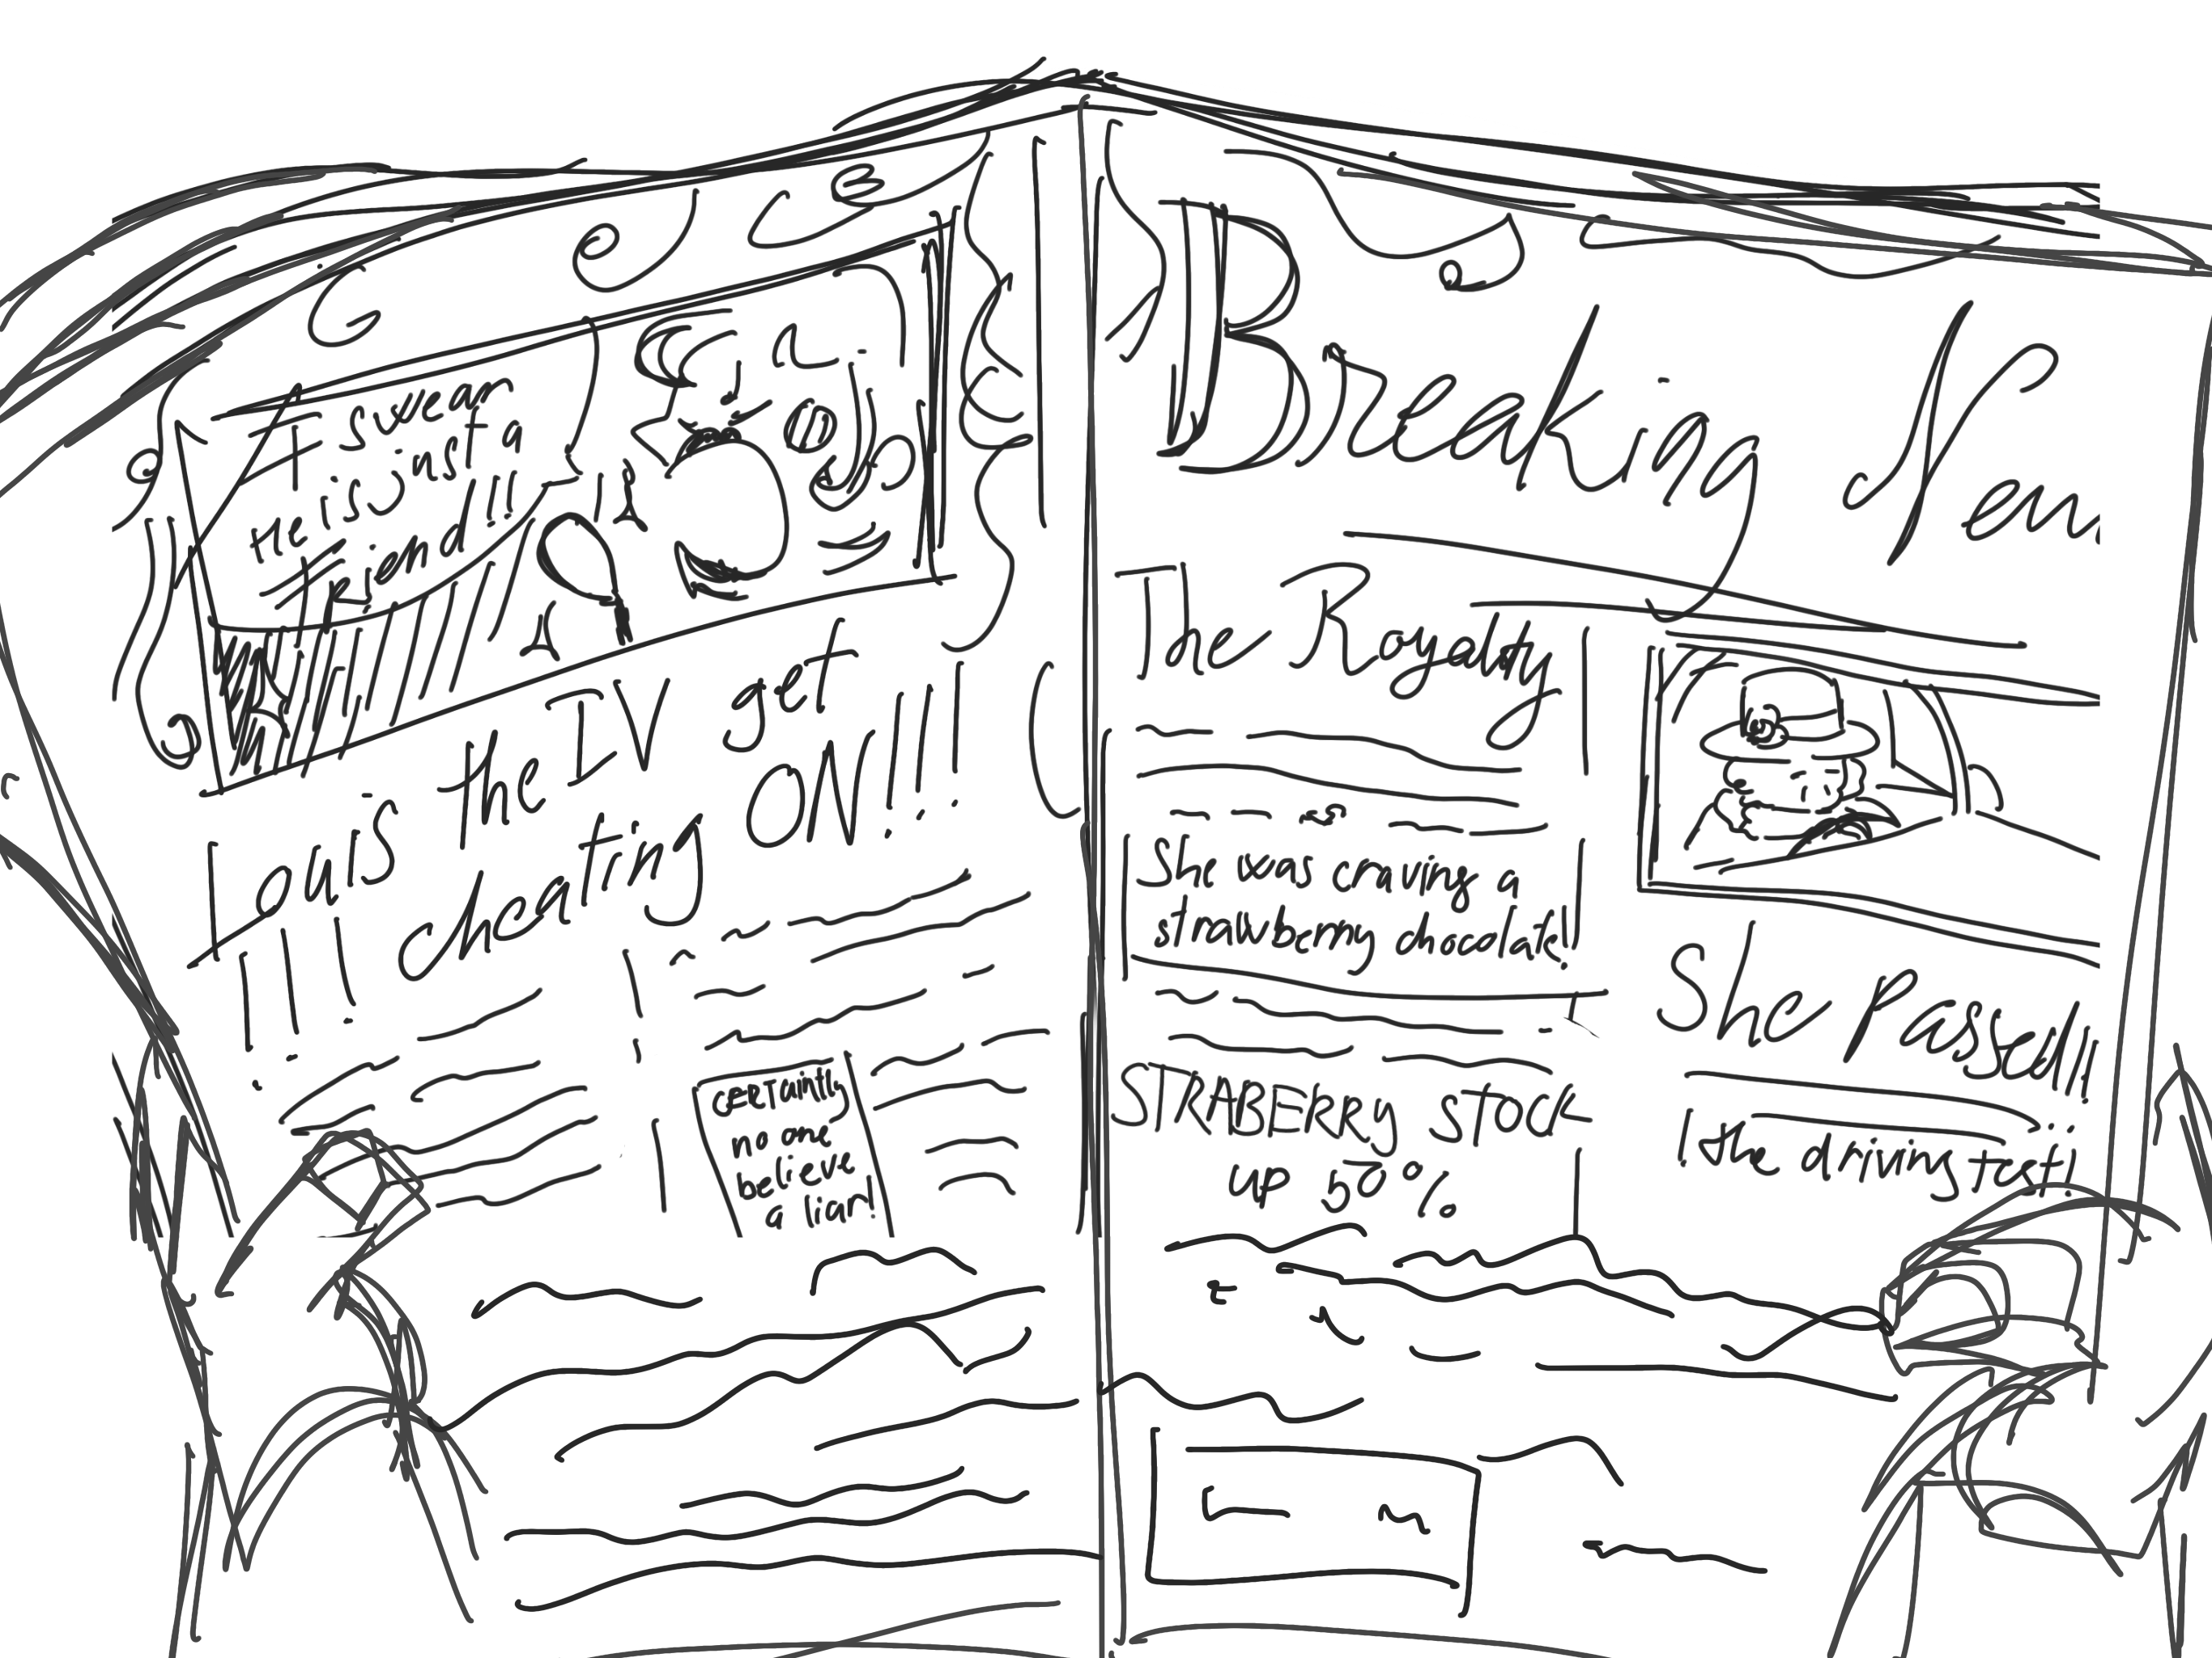 I swear
He is just a
friend!!!
Louis the IV get
cheating ON!!!
!!!
CERTaintly
no one
believe
a liar!
Breaking New
The Royalty
She was craving a
strawberry chocolate!
STRABERRY STOCK
up 50%
She Passed!!!
!the driving test!